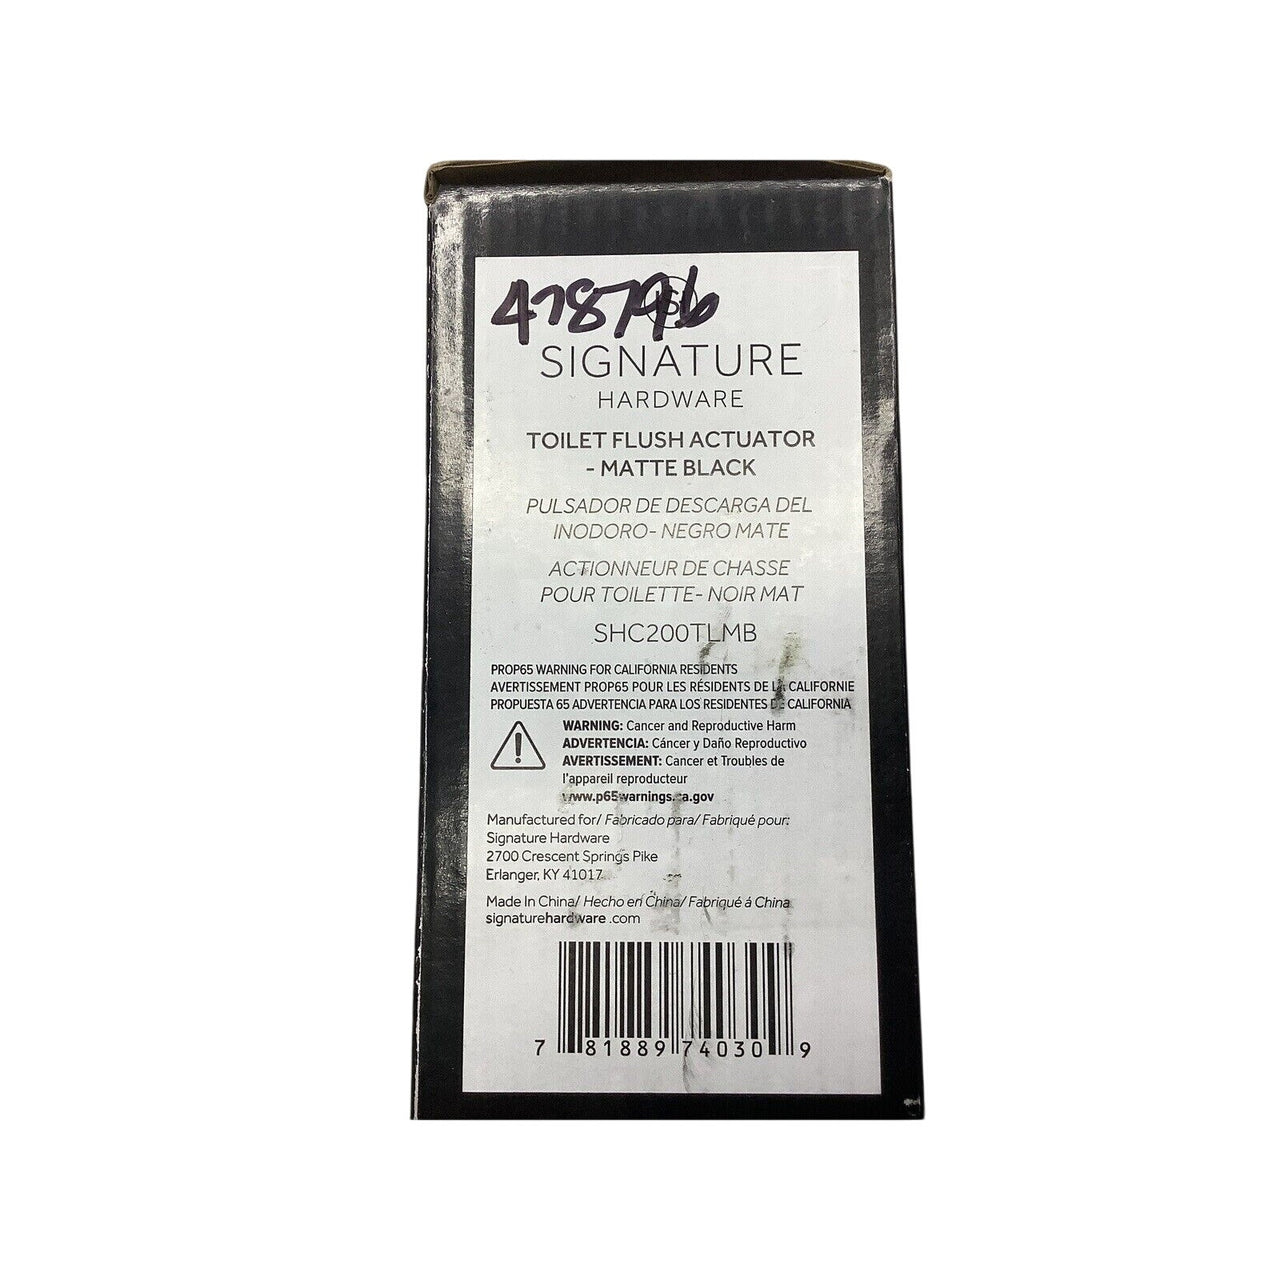 478796
SIGNATURE
HARDWARE
TOILET FLUSH ACTUATOR
- MATTE BLACK
PULSADOR DE DESCARGA DEL
INODORO- NEGRO MATE
ACTIONNEUR DE CHASSE
POUR TOILETTE- NOIR MAT
SHC200TLMB
PROP65 WARNING FOR CALIFORNIA RESIDENTS
AVERTISSEMENT PROP65 POUR LES RÉSIDENTS DE LA CALIFORNIE
PROPUESTA 65 ADVERTENCIA PARA LOS RESIDENTES DE CALIFORNIA
WARNING: Cancer and Reproductive Harm
ADVERTENCIA: Cáncer y Daño Reproductivo
AVERTISSEMENT: Cancer et Troubles de
l'appareil reproducteur
www.p65warnings.ca.gov
Manufactured for/ Fabricado para/ Fabriqué pour:
Signature Hardware
2700 Crescent Springs Pike
Erlanger, KY 41017
Made In China/ Hecho en China/ Fabriqué á China
signaturehardware .com
7 81889 74030 9